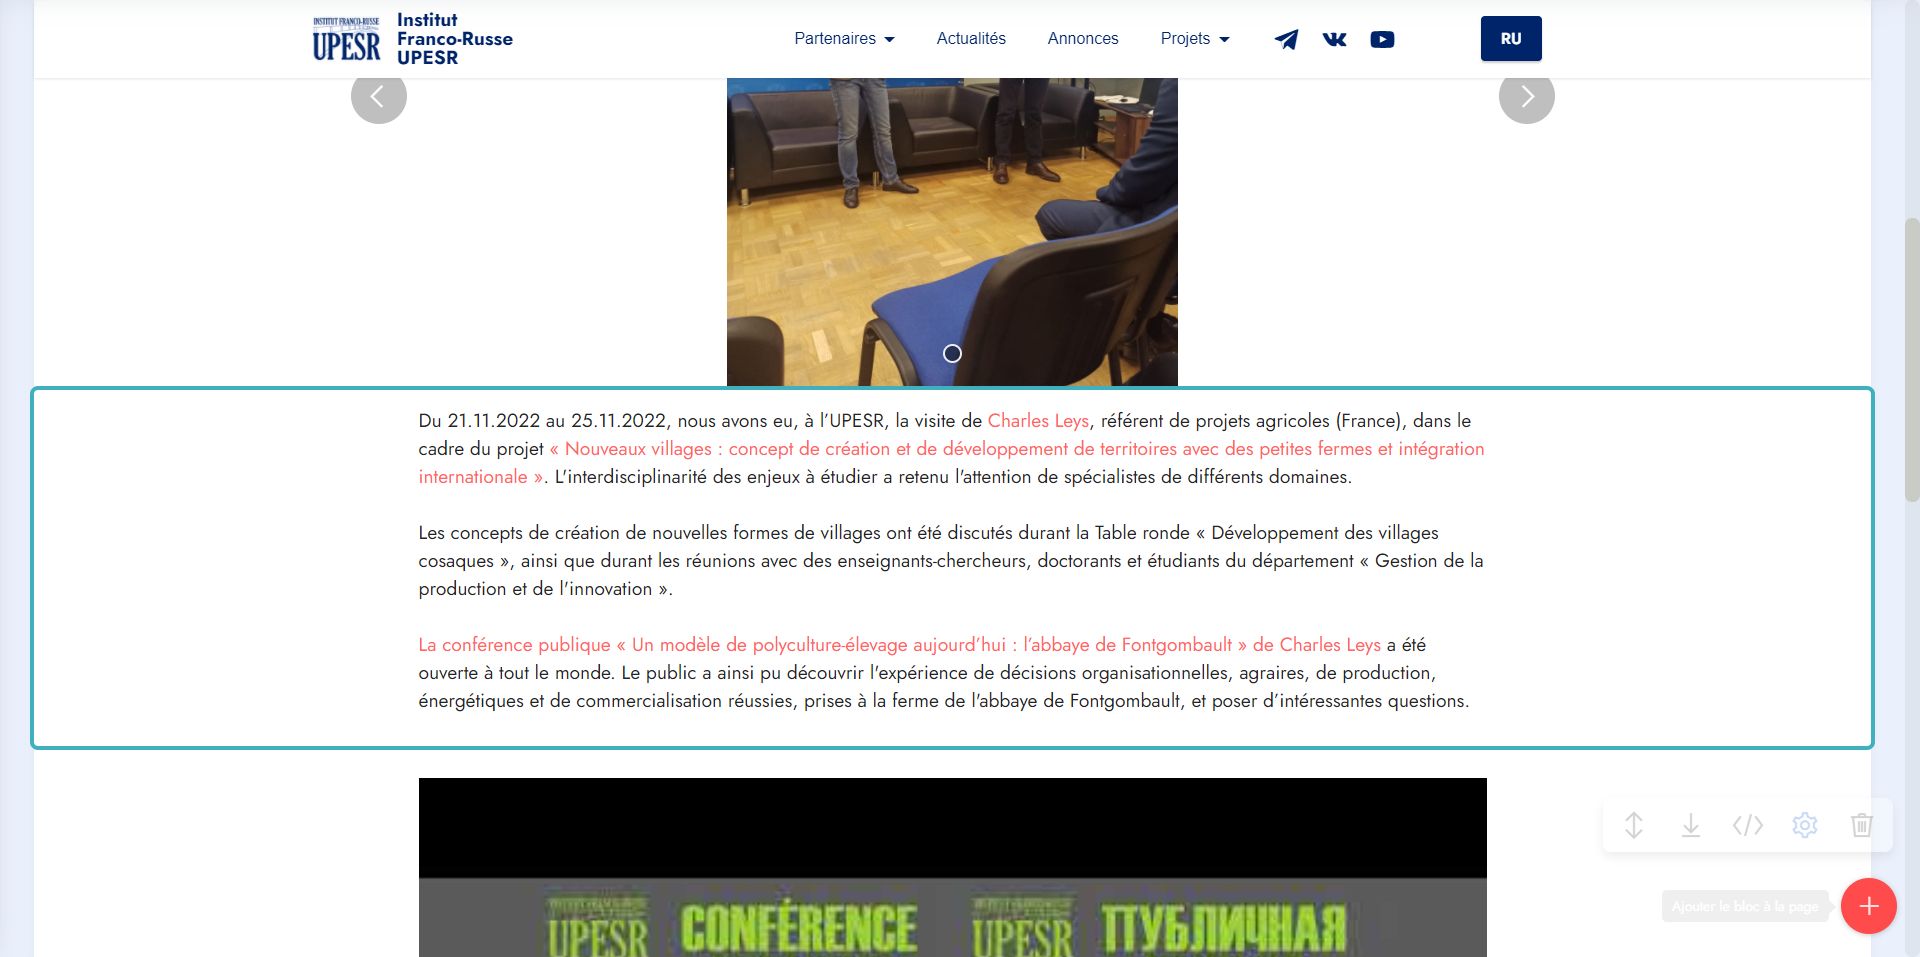 INSTITUT FRANCO-RUSSE
UPESR
Institut
Franco-Russe
UPESR
Partenaires
Actualités
Annonces
Projets
RU
Du 21.11.2022 au 25.11.2022, nous avons eu, à l'UPESR, la visite de Charles Leys, référent de projets agricoles (France), dans le
cadre du projet « Nouveaux villages : concept de création et de développement de territoires avec des petites fermes et intégration
internationale ». L'interdisciplinarité des enjeux à étudier a retenu l'attention de spécialistes de différents domaines.
Les concepts de création de nouvelles formes de villages ont été discutés durant la Table ronde « Développement des villages
cosaques », ainsi que durant les réunions avec des enseignants-chercheurs, doctorants et étudiants du département « Gestion de la
production et de l'innovation ».
La conférence publique « Un modèle de polyculture-élevage aujourd'hui : l'abbaye de Fontgombault » de Charles Leys a été
ouverte à tout le monde. Le public a ainsi pu découvrir l'expérience de décisions organisationnelles, agraires, de production,
énergétiques et de commercialisation réussies, prises à la ferme de l'abbaye de Fontgombault, et poser d'intéressantes questions.
UPESR
CONFÉRENCE
UPESR
ПУБЛИЧНАЯ
Ajouter le bloc à la page